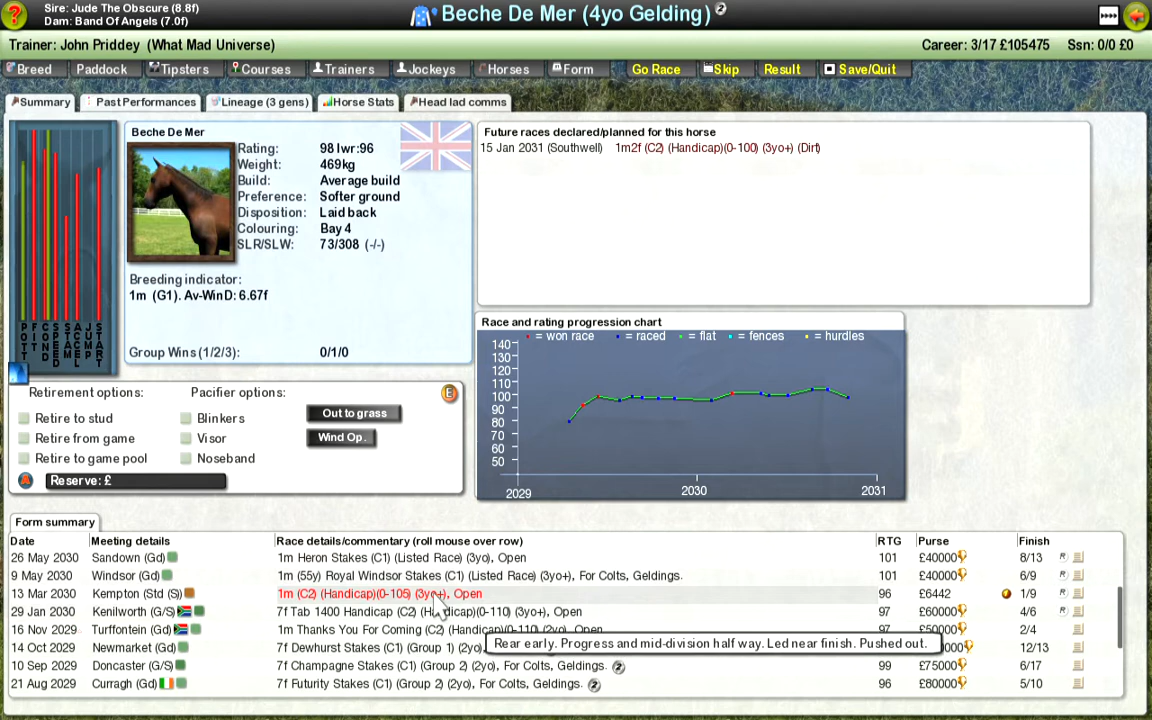 Sire: Jude The Obscure (8.8f)
Dam: Band Of Angels (7.0f)
Beche De Mer (4yo Gelding) 2
Trainer: John Priddey (What Mad Universe)
Career: 3/17 £105475 Ssn: 0/0 £0
Breed Paddock Tipsters Courses Trainers Jockeys Horses Form Go Race Skip Result Save/Quit
Summary Past Performances Lineage (3 gens) Horse Stats Head lad comms
Beche De Mer
Rating: 98 lwr:96
Weight: 469kg
Build: Average build
Preference: Softer ground
Disposition: Laid back
Colouring: Bay 4
SLR/SLW: 73/308 (-/-)
Breeding indicator:
1m (G1). Av-WinD: 6.67f
Group Wins (1/2/3): 0/1/0
POTT FIT COND SPEED STAM ACCEL JUMP START
Future races declared/planned for this horse
15 Jan 2031 (Southwell) 1m2f (C2) (Handicap)(0-100) (3yo+) (Dirt)
Race and rating progression chart
= won race = raced = flat = fences = hurdles
140
130
120
110
100
90
80
70
60
50
2029 2030 2031
Retirement options: Pacifier options: E
Retire to stud Blinkers Out to grass
Retire from game Visor Wind Op.
Retire to game pool Noseband
A Reserve: £
Form summary
Date Meeting details Race details/commentary (roll mouse over row) RTG Purse Finish
26 May 2030 Sandown (Gd) 1m Heron Stakes (C1) (Listed Race) (3yo), Open 101 £40000 8/13 R
9 May 2030 Windsor (Gd) 1m (55y) Royal Windsor Stakes (C1) (Listed Race) (3yo+), For Colts, Geldings. 101 £40000 6/9 R
13 Mar 2030 Kempton (Std (S)) 1m (C2) (Handicap)(0-105) (3yo+), Open 96 £6442 1/9 R
29 Jan 2030 Kenilworth (G/S) 7f Tab 1400 Handicap (C2) (Handicap)(0-110) (3yo+), Open 97 £60000 4/6 R
16 Nov 2029 Turffontein (Gd) 1m Thanks You For Coming (C2) (Handicap)(0-110) (2yo), Open 97 £50000 2/4
Rear early. Progress and mid-division half way. Led near finish. Pushed out.
14 Oct 2029 Newmarket (Gd) 7f Dewhurst Stakes (C1) (Group 1) (2yo), 12/13
10 Sep 2029 Doncaster (G/S) 7f Champagne Stakes (C1) (Group 2) (2yo), For Colts, Geldings. 2 99 £75000 6/17
21 Aug 2029 Curragh (Gd) 7f Futurity Stakes (C1) (Group 2) (2yo), For Colts, Geldings. 2 96 £80000 5/10